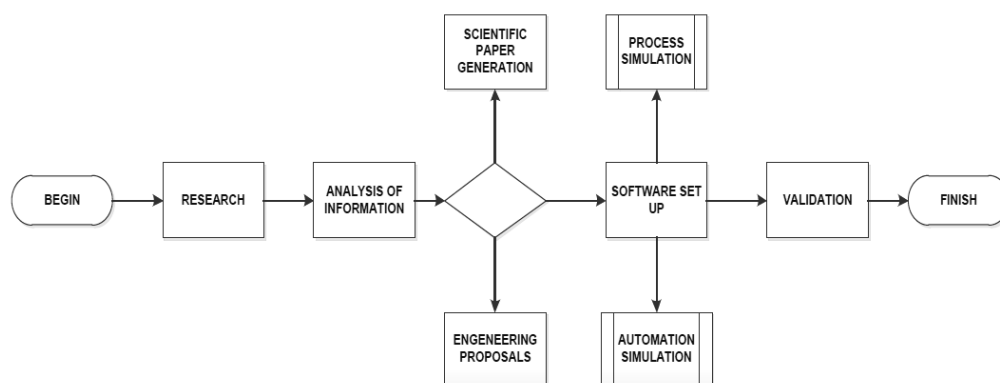 SCIENTIFIC
PAPER
GENERATION
PROCESS
SIMULATION
BEGIN
RESEARCH
ANALYSIS OF
INFORMATION
SOFTWARE SET
UP
VALIDATION
FINISH
ENGENEERING
PROPOSALS
AUTOMATION
SIMULATION